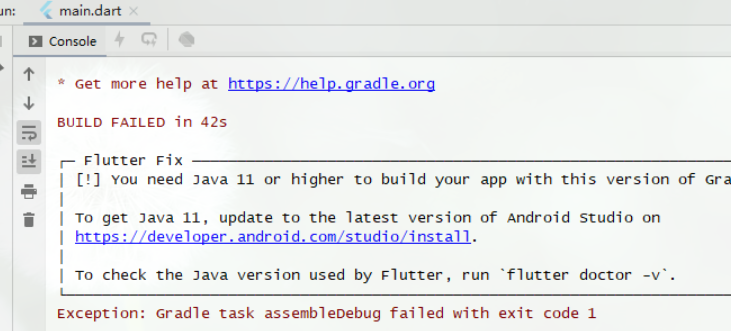 un:
main.dart
Console
* Get more help at https://help.gradle.org
BUILD FAILED in 42s
Flutter Fix
[!] You need Java 11 or higher to build your app with this version of Gra
To get Java 11, update to the latest version of Android Studio on
https://developer.android.com/studio/install.
To check the Java version used by Flutter, run `flutter doctor -v`.
Exception: Gradle task assembleDebug failed with exit code 1